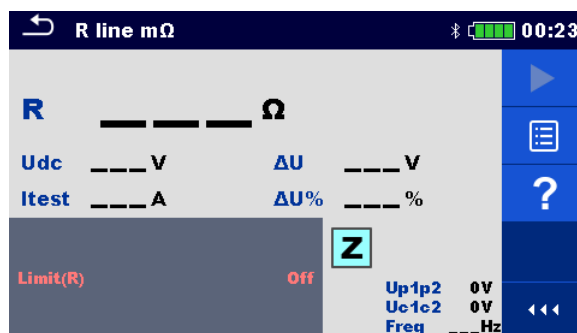 R line mΩ 00:23
R ___ Ω
Udc ___V ΔU ___V
Itest ___A ΔU% ___%
?
Z
Limit(R) Off
Up1p2 0V
Uc1c2 0V
Freq ___Hz